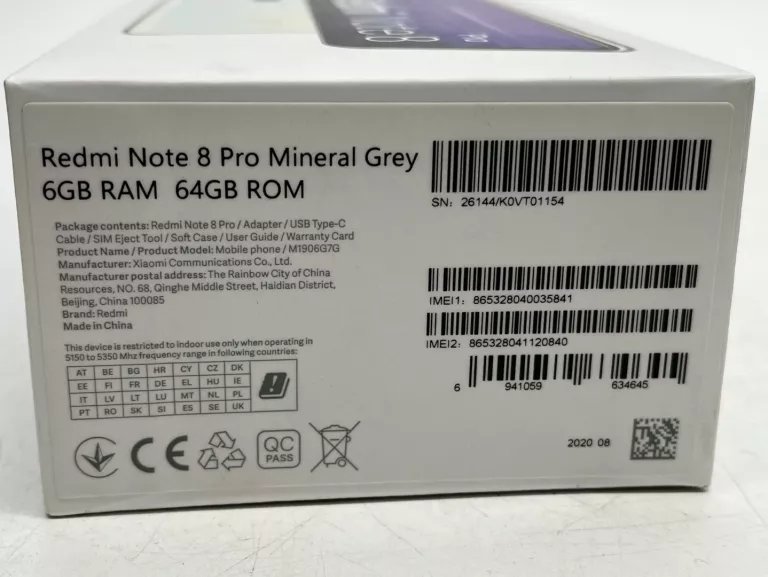 Note 8
Redmi Note 8 Pro Mineral Grey
6GB RAM 64GB ROM
Package contents: Redmi Note 8 Pro / Adapter / USB Type-C
Cable / SIM Eject Tool / Soft Case / User Guide / Warranty Card
Product Name / Product Model: Mobile phone / M1906G7G
Manufacturer: Xiaomi Communications Co., Ltd.
Manufacturer postal address: The Rainbow City of China
Resources, NO. 68, Qinghe Middle Street, Haidian District,
Beijing, China 100085
Brand: Redmi
Made in China
This device is restricted to indoor use only when operating in
5150 to 5350 Mhz frequency range in following countries:
AT BE BG HR CY CZ DK
EE FI FR DE EL HU IE
IT LV LT LU MT NL PL
PT RO SK SI ES SE UK
CE
QC
PASS
SN: 26144/K0VT01154
IMEI1: 865328040035841
IMEI2: 865328041120840
6 941059 634645
2020 08